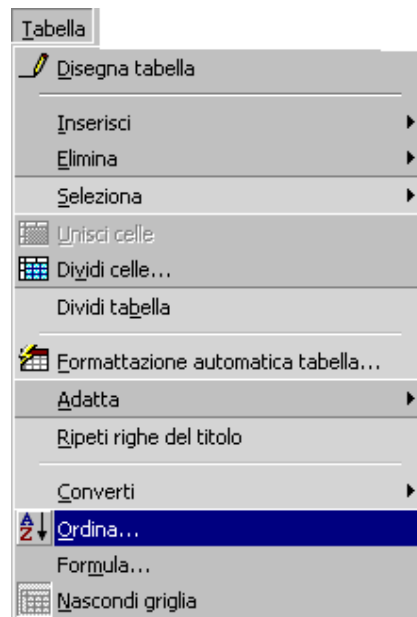 Tabella
Disegna tabella
Inserisci
Elimina
Seleziona
Unisci celle
Dividi celle...
Dividi tabella
Formattazione automatica tabella...
Adatta
Ripeti righe del titolo
Converti
A
Z
Ordina...
Formula...
Nascondi griglia